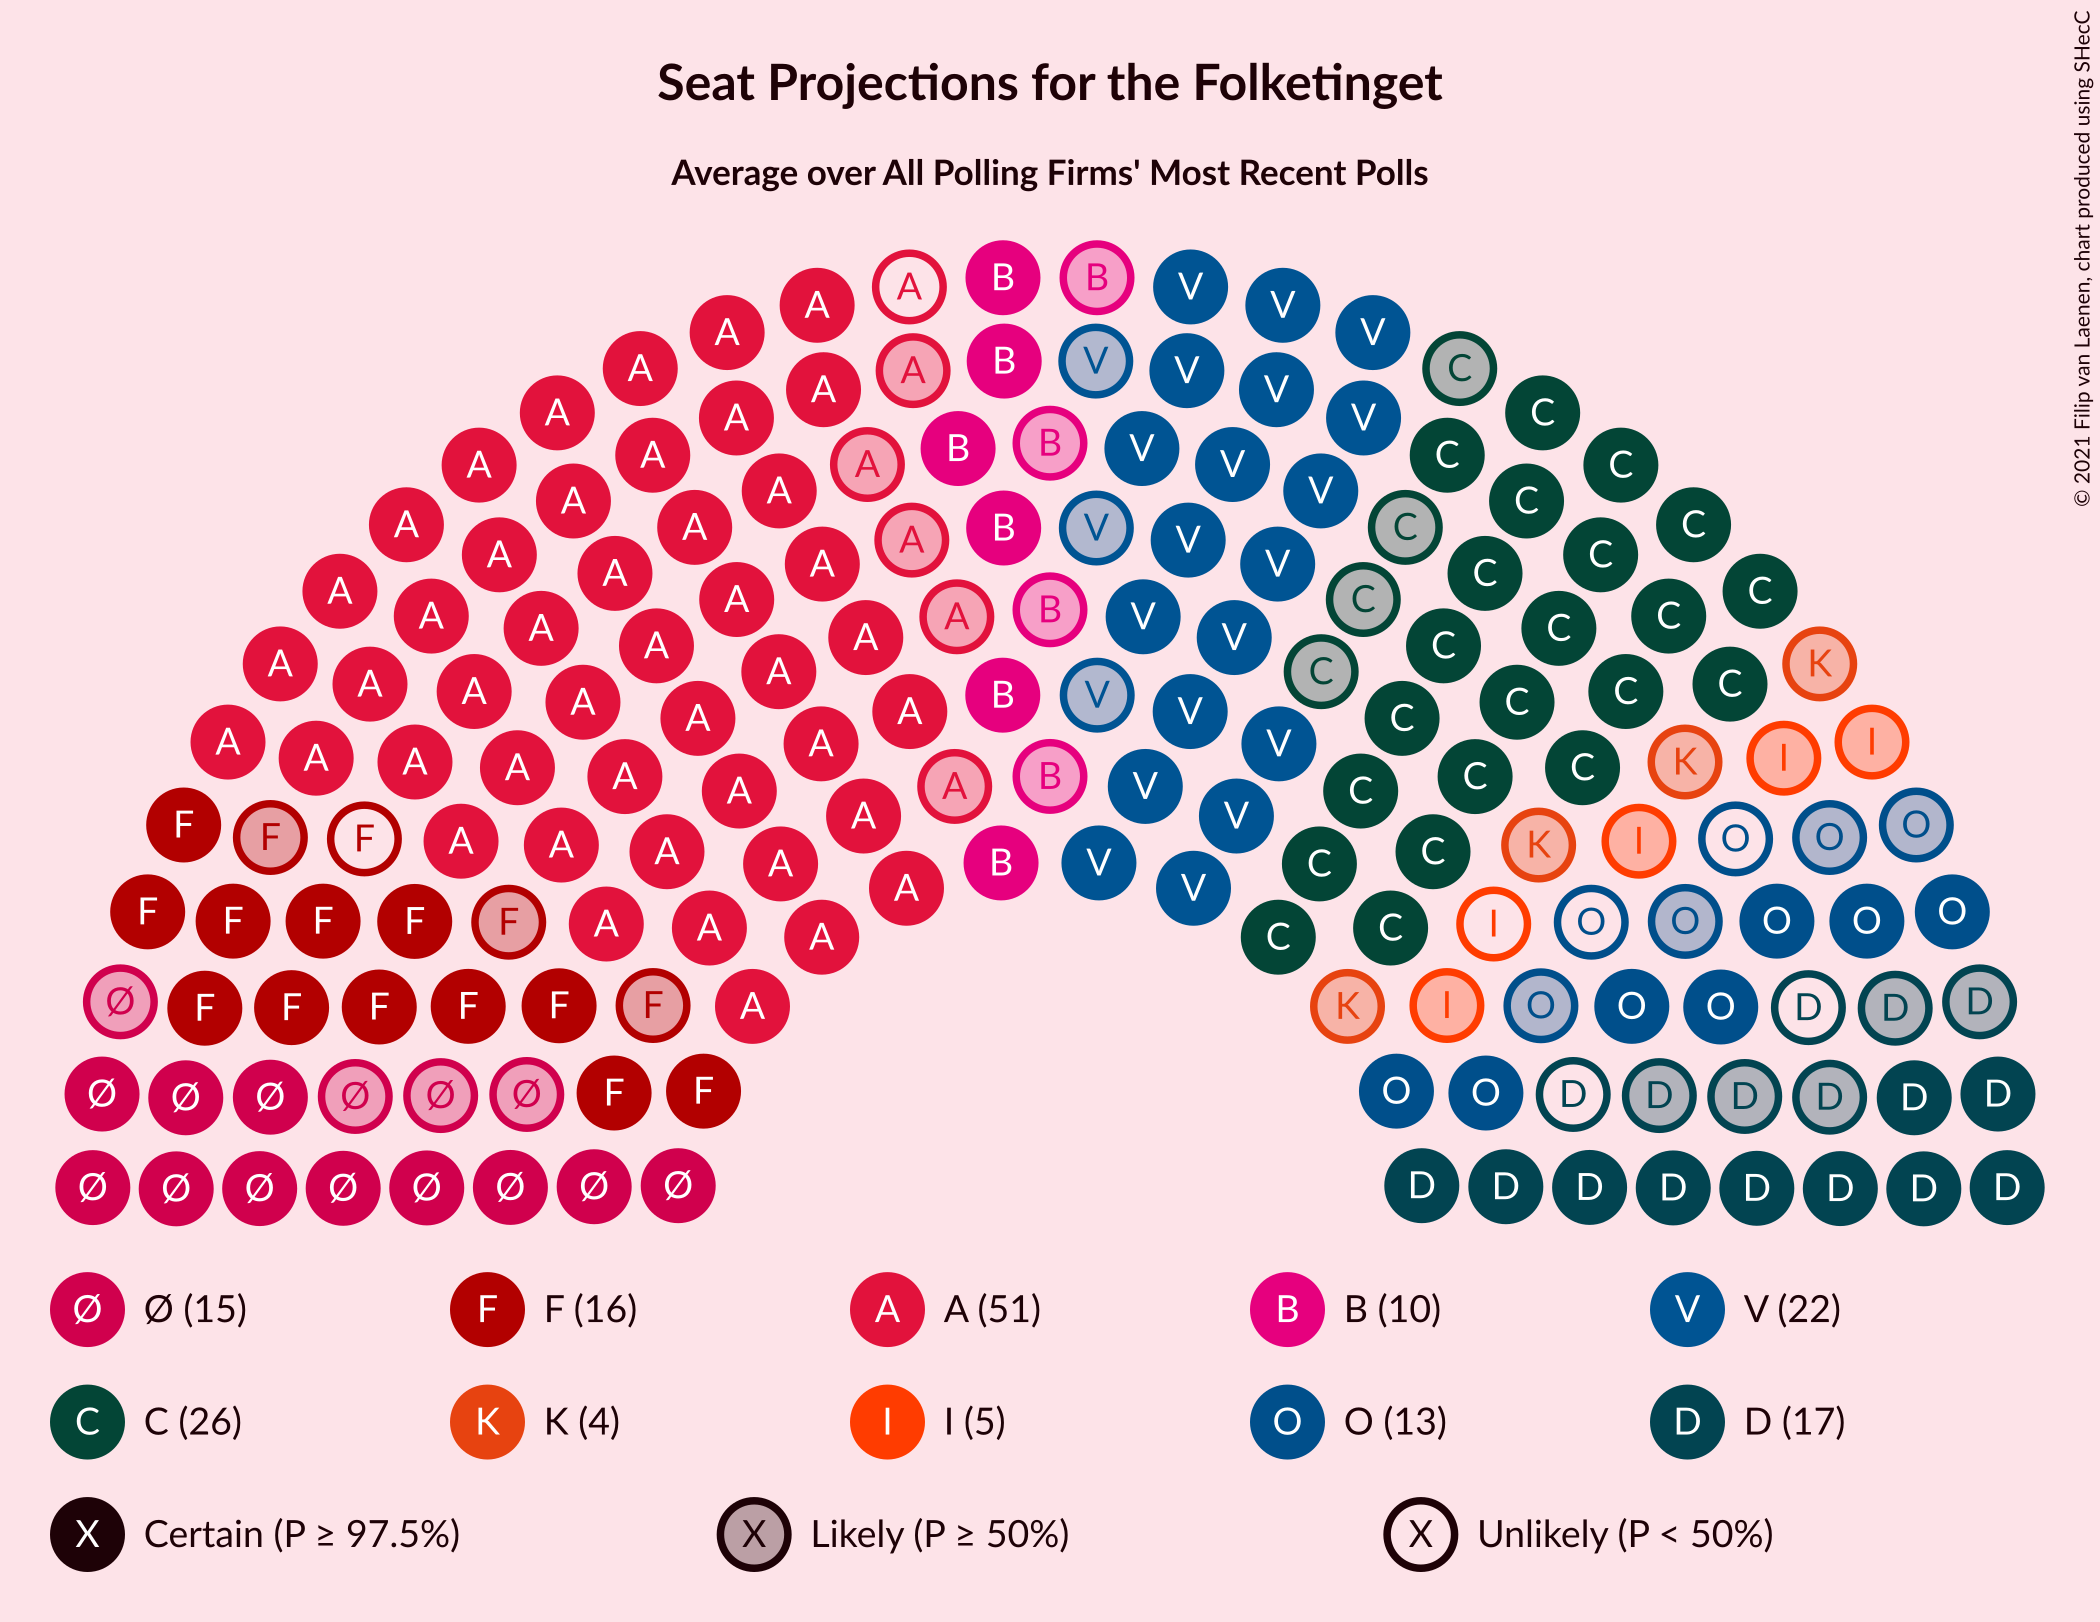 Seat Projections for the Folketinget
Average over All Polling Firms' Most Recent Polls
© 2021 Filip van Laenen, chart produced using SHecC
A B B V
A A V V
A A B V V V C
A A A V V C
A A B B V V C C
A A A V C
A A A C C
A A A A B V V V C C
A A A A A V C C C
A A A C C C
A A A B V V C C
A A A C C C
A A A A A C C C K
A A A A B V V C C C
A A A A V C C
A A A A C C C K I I
A A A B V V C C
F F F A A A O O O
A A B V C C K I
F F F F F A A A A V C C I O O O O O
Ø F F F F F F A K I O O O D D D
Ø Ø Ø Ø Ø Ø F F O O D D D D D D
Ø Ø Ø Ø Ø Ø Ø Ø D D D D D D D D
Ø Ø (15) F F (16) A A (51) B B (10) V V (22)
C C (26) K K (4) I I (5) O O (13) D D (17)
X Certain (P ≥ 97.5%) X Likely (P ≥ 50%) X Unlikely (P < 50%)